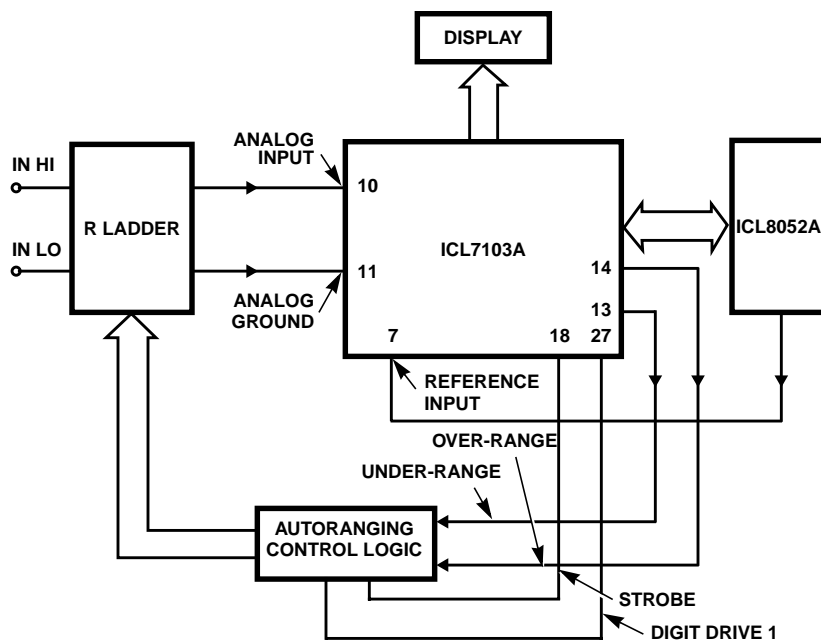 DISPLAY
ANALOG
INPUT
IN HI
10
R LADDER
ICL7103A
ICL8052A
IN LO
11
14
ANALOG
GROUND
13
7
18
27
REFERENCE
INPUT
OVER-RANGE
UNDER-RANGE
AUTORANGING
CONTROL LOGIC
STROBE
DIGIT DRIVE 1